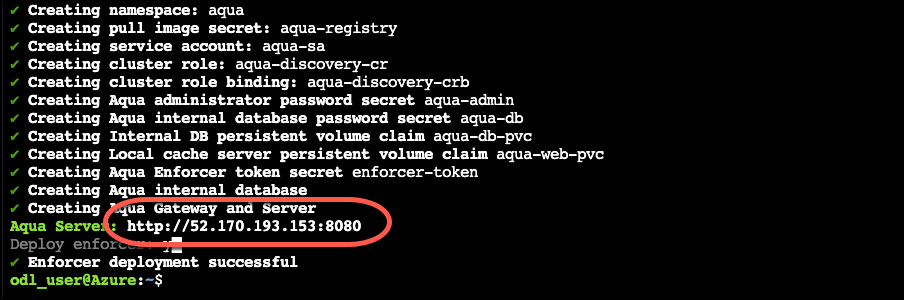 ✔ Creating namespace: aqua
✔ Creating pull image secret: aqua-registry
✔ Creating service account: aqua-sa
✔ Creating cluster role: aqua-discovery-cr
✔ Creating cluster role binding: aqua-discovery-crb
✔ Creating Aqua administrator password secret aqua-admin
✔ Creating Aqua internal database password secret aqua-db
✔ Creating Internal DB persistent volume claim aqua-db-pvc
✔ Creating Local cache server persistent volume claim aqua-web-pvc
✔ Creating Aqua Enforcer token secret enforcer-token
✔ Creating Aqua internal database
✔ Creating Aqua Gateway and Server
Aqua Server: http://52.170.193.153:8080
Deploy enforcer: y
✔ Enforcer deployment successful
odl_user@Azure:~$